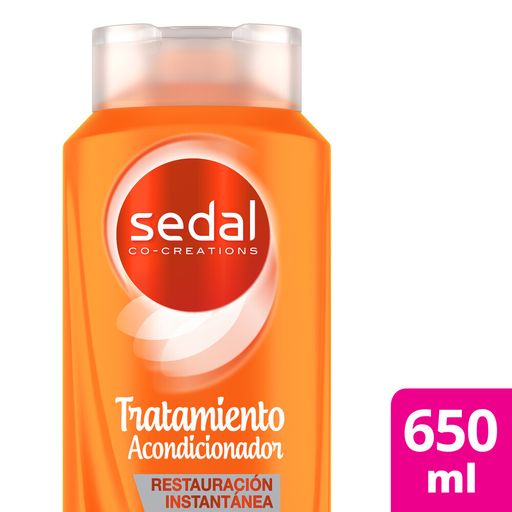 sedal
CO-CREATIONS
Tratamiento
Acondicionador
RESTAURACIÓN
INSTANTÁNEA
650
ml